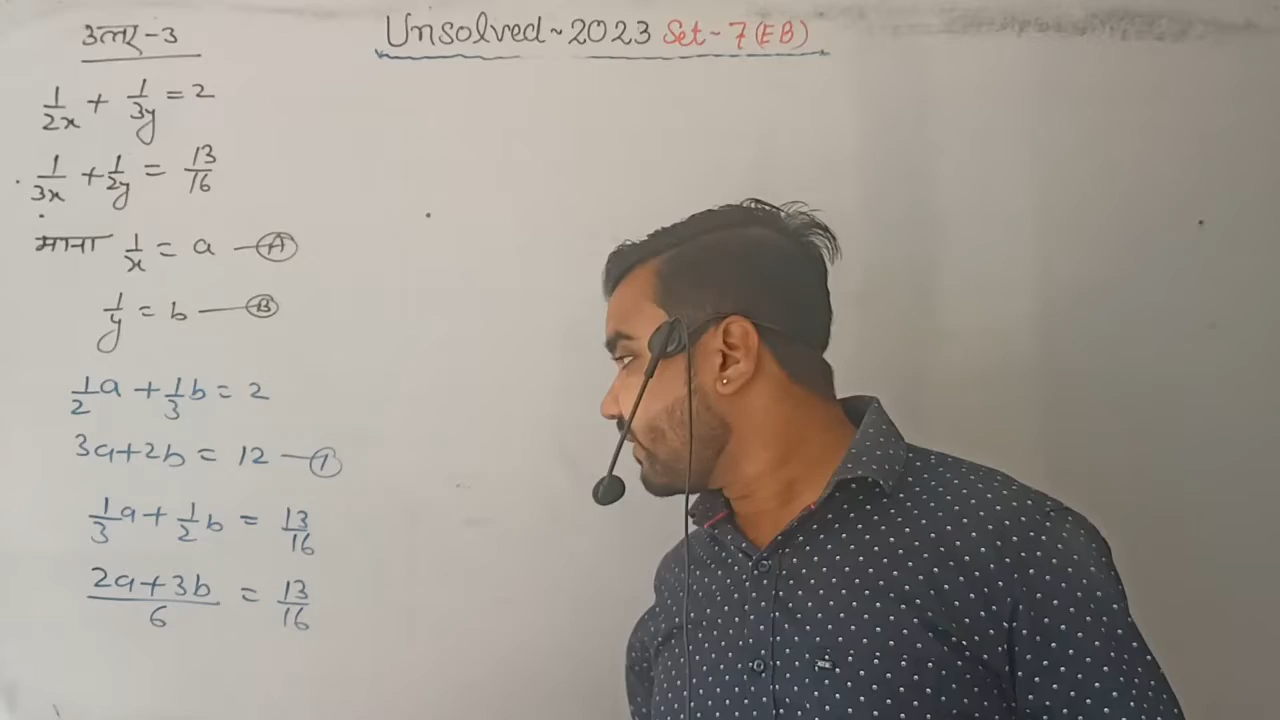 उत्तर-3
Unsolved~2023 Set-7(EB)
1/2x + 1/3y = 2
1/3x + 1/2y = 13/16
माना 1/x = a — (A)
1/y = b — (B)
1/2 a + 1/3 b = 2
3a+2b = 12 — (1)
1/3 a + 1/2 b = 13/16
2a+3b/6 = 13/16